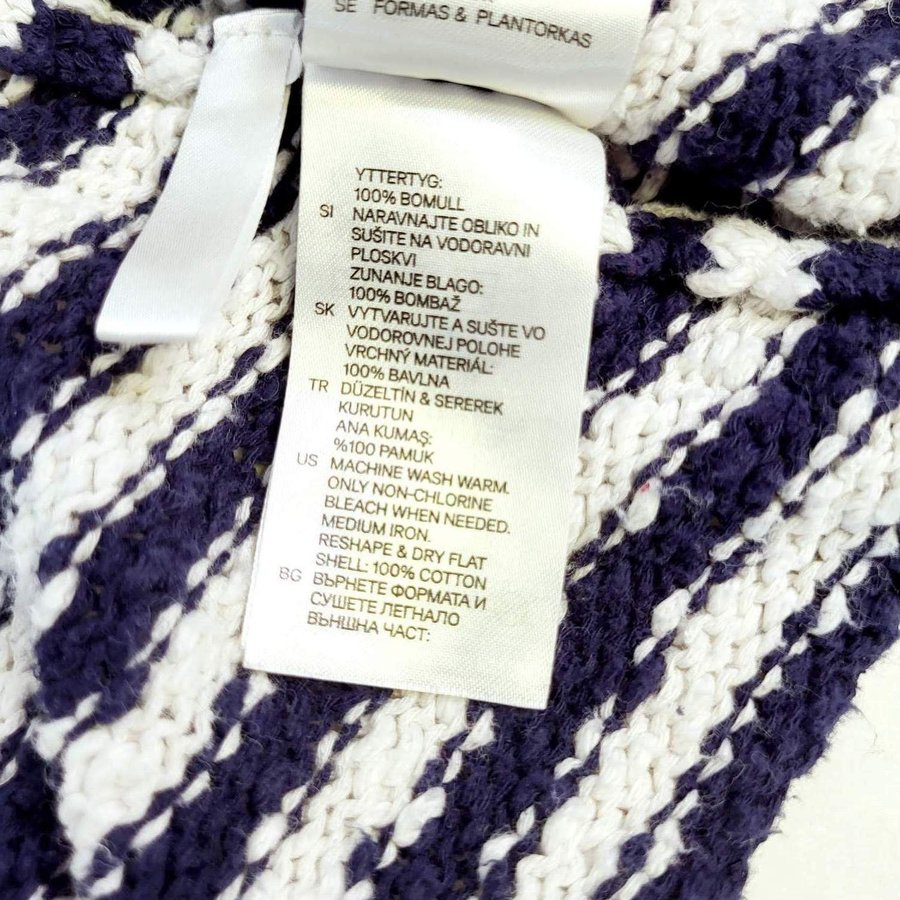 SE FORMAS & PLANTORKAS
YTTERTYG:
100% BOMULL
SI NARAVNAJTE OBLIKO IN
SUŠITE NA VODORAVNI
PLOSKVI
ZUNANJE BLAGO:
100% BOMBAŽ
SK VYTVARUJTE A SUŠTE VO
VODOROVNEJ POLOHE
VRCHNÝ MATERIÁL:
100% BAVLNA
TR DÜZELTİN & SEREREK
KURUTUN
ANA KUMAŞ:
%100 PAMUK
US MACHINE WASH WARM.
ONLY NON-CHLORINE
BLEACH WHEN NEEDED.
MEDIUM IRON.
RESHAPE & DRY FLAT
SHELL: 100% COTTON
BG ВЪРНЕТЕ ФОРМАТА И
СУШЕТЕ ЛЕГНАЛО
ВЪНШНА ЧАСТ: